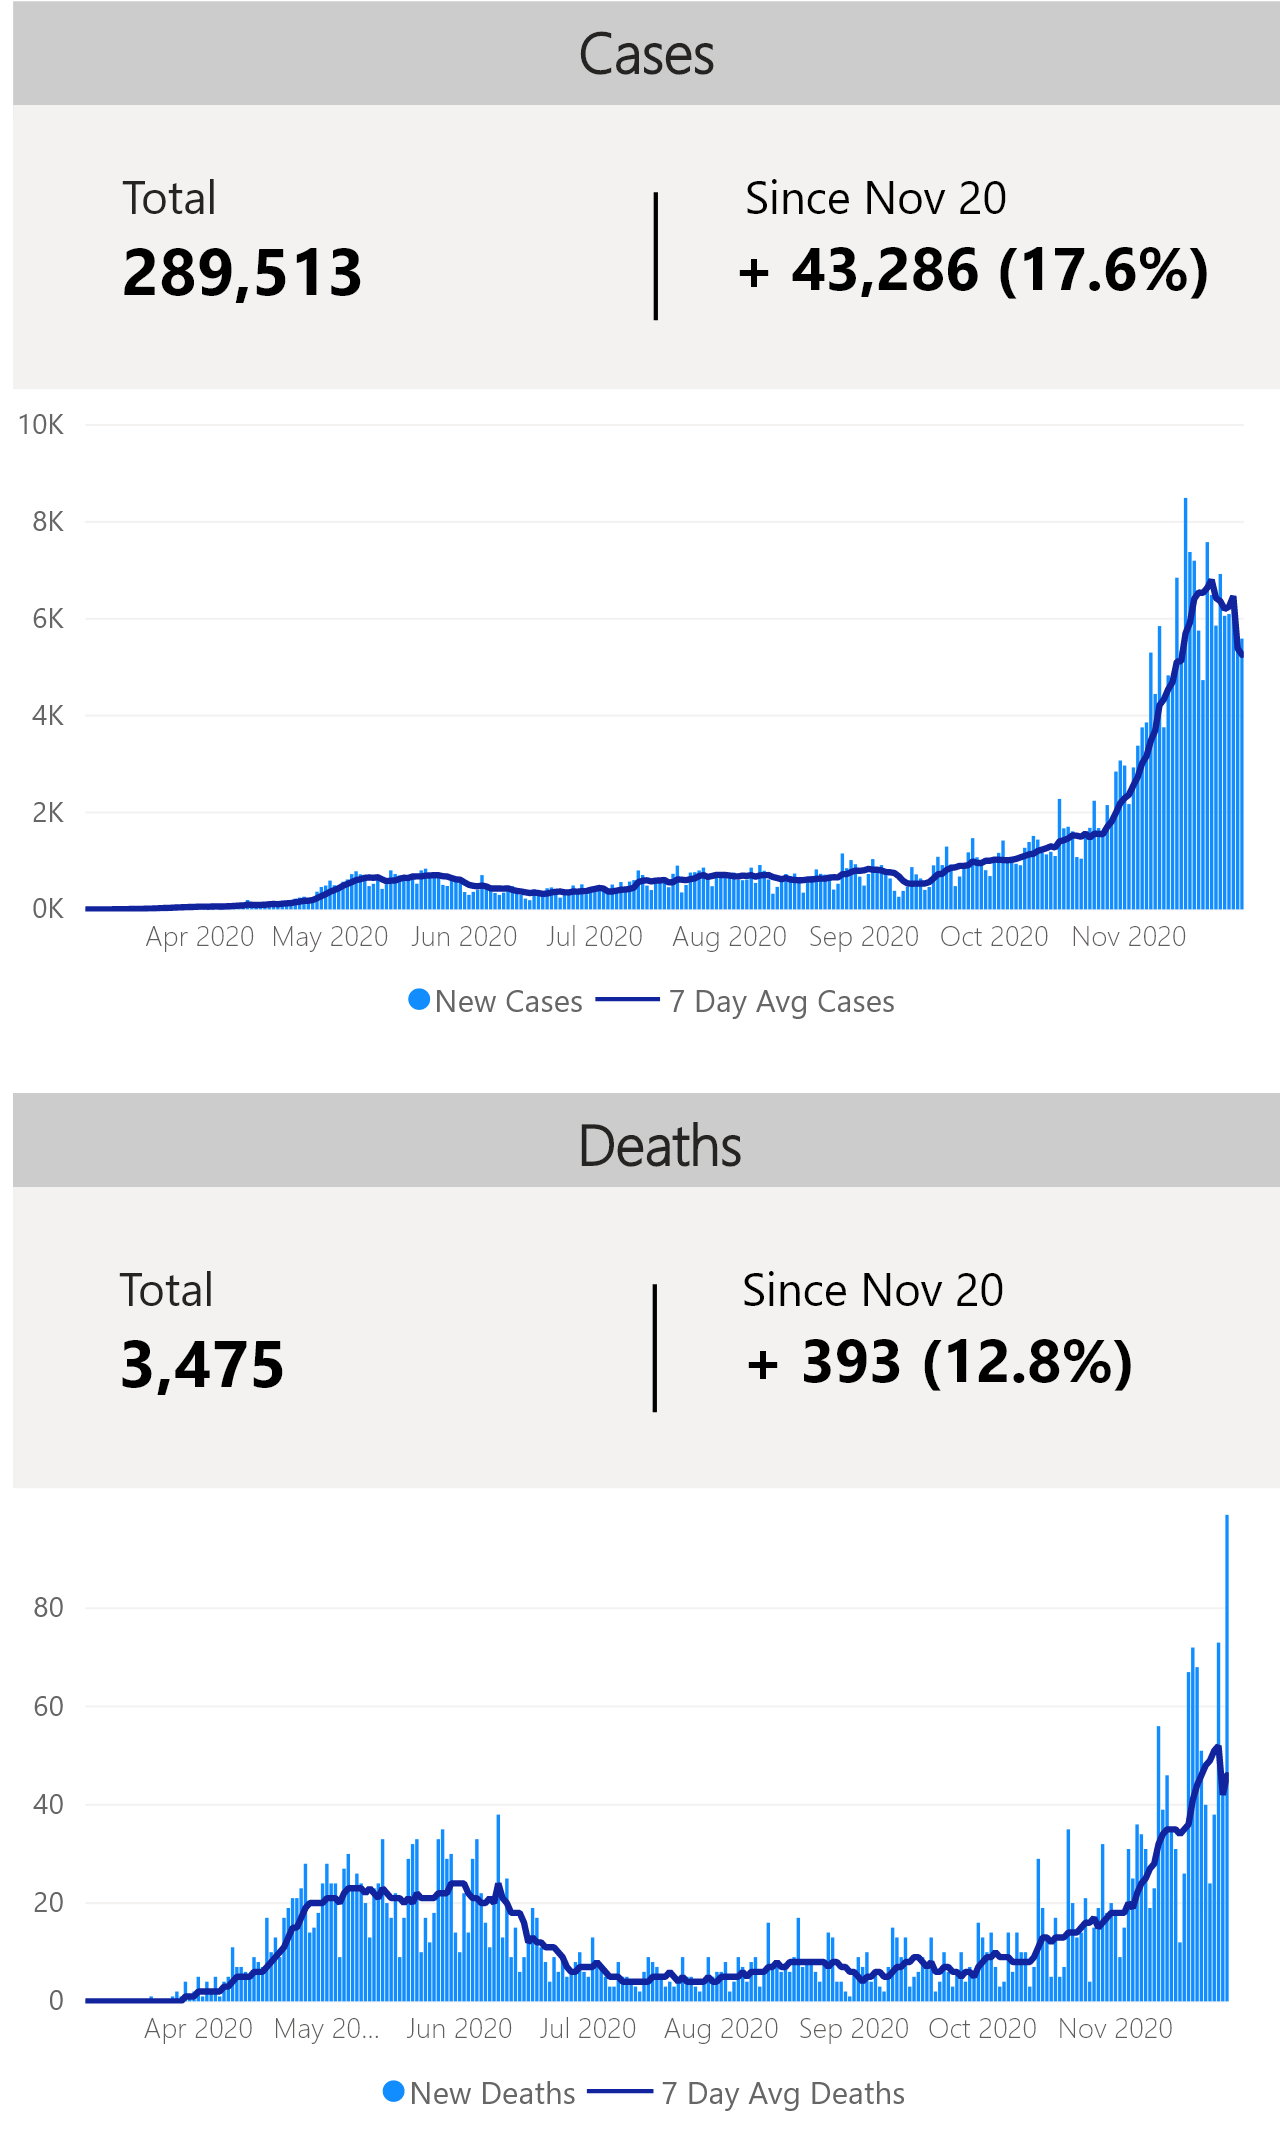 Cases
Total
Since Nov 20
289,513
+ 43,286 (17.6%)
10K
8K
6K
4K
2K
0K
Apr 2020
May 2020
Jun 2020
Jul 2020
Aug 2020
Sep 2020
Oct 2020
Nov 2020
New Cases
7 Day Avg Cases
Deaths
Total
Since Nov 20
3,475
+ 393 (12.8%)
80
60
40
20
0
Apr 2020
May 20...
Jun 2020
Jul 2020
Aug 2020
Sep 2020
Oct 2020
Nov 2020
New Deaths
7 Day Avg Deaths